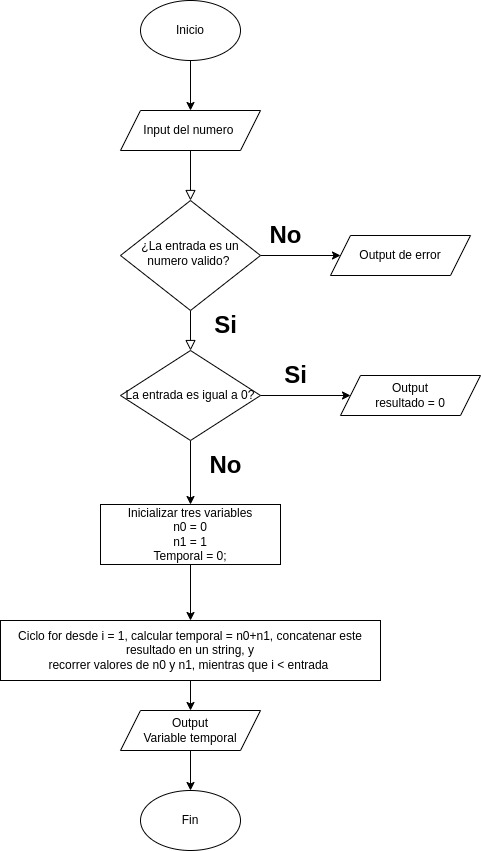 Inicio
Input del numero
¿La entrada es un
numero valido?
No
Output de error
Si
La entrada es igual a 0?
Si
Output
resultado = 0
No
Inicializar tres variables
n0 = 0
n1 = 1
Temporal = 0;
Ciclo for desde i = 1, calcular temporal = n0+n1, concatenar este
resultado en un string, y
recorrer valores de n0 y n1, mientras que i < entrada
Output
Variable temporal
Fin